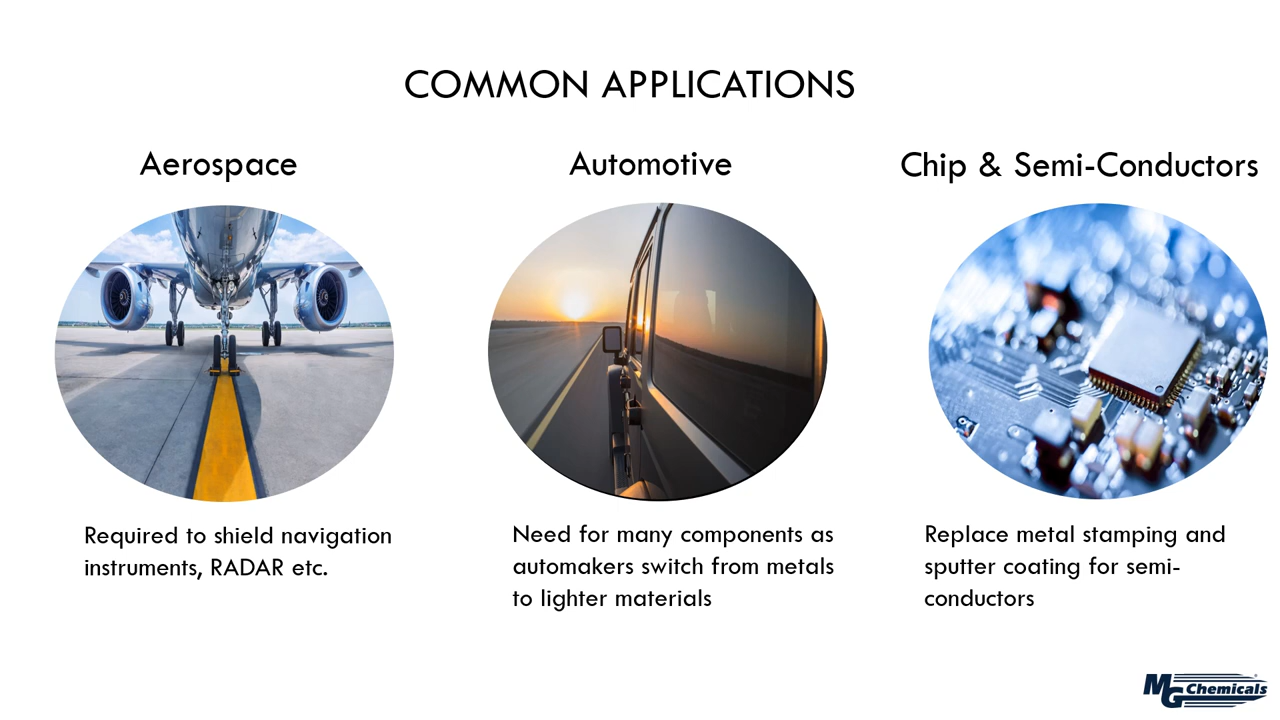 COMMON APPLICATIONS
Aerospace
Automotive
Chip & Semi-Conductors
Required to shield navigation
instruments, RADAR etc.
Need for many components as
automakers switch from metals
to lighter materials
Replace metal stamping and
sputter coating for semi-
conductors
MG Chemicals